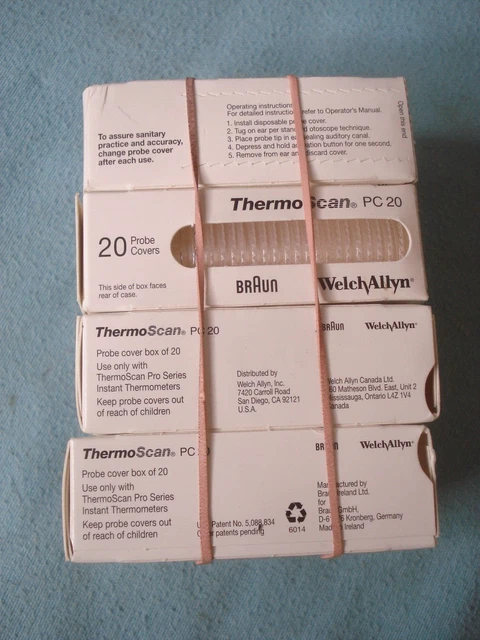 To assure sanitary
practice and accuracy,
change probe cover
after each use.
Operating instructions
For detailed instructions refer to Operator's Manual.
1. Install disposable probe cover.
2. Tug on ear per standard otoscope technique.
3. Place probe tip in ear sealing auditory canal.
4. Depress and hold activation button for one second.
5. Remove from ear and discard cover.
Open this end
ThermoScan® PC 20
20 Probe
Covers
This side of box faces
rear of case.
BRAUN
WelchAllyn®
ThermoScan® PC 20
BRAUN
WelchAllyn®
Probe cover box of 20
Use only with
ThermoScan Pro Series
Instant Thermometers
Keep probe covers out
of reach of children
Distributed by
Welch Allyn, Inc.
7420 Carroll Road
San Diego, CA 92121
U.S.A.
Welch Allyn Canada Ltd.
60 Matheson Blvd. East, Unit 2
Mississauga, Ontario L4Z 1V4
Canada
ThermoScan® PC 20
BRAUN
WelchAllyn®
Probe cover box of 20
Use only with
ThermoScan Pro Series
Instant Thermometers
Keep probe covers out
of reach of children
U.S. Patent No. 5,088,834
Other patents pending
6014
Manufactured by
Braun Ireland Ltd.
for
Braun GmbH,
Kronberg, Germany
Made in Ireland